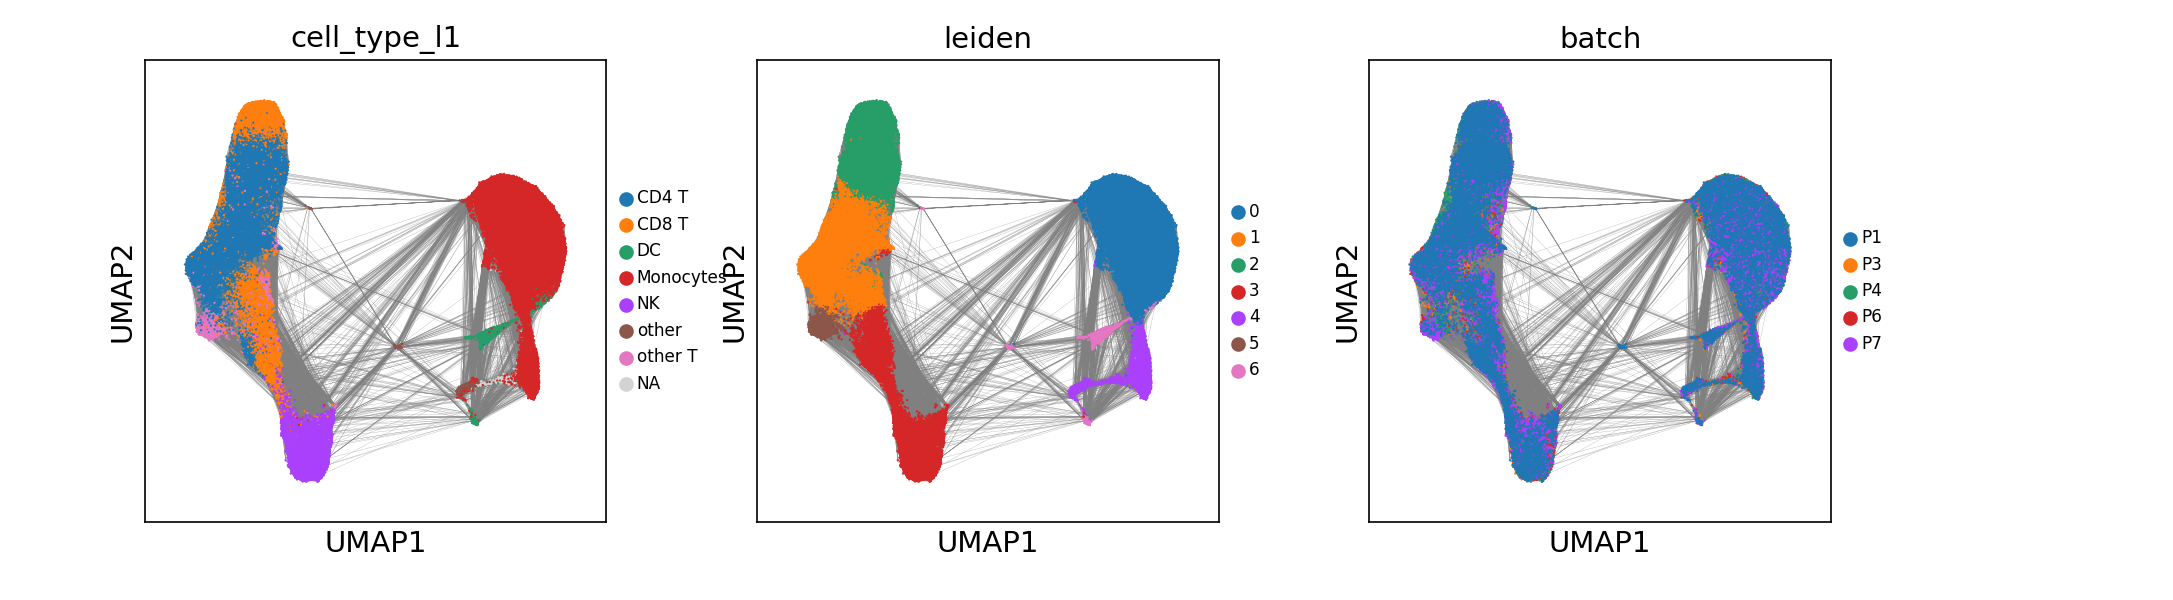 cell_type_l1
UMAP2
UMAP1
CD4 T
CD8 T
DC
Monocytes
NK
other
other T
NA
leiden
UMAP2
UMAP1
0
1
2
3
4
5
6
batch
UMAP2
UMAP1
P1
P3
P4
P6
P7